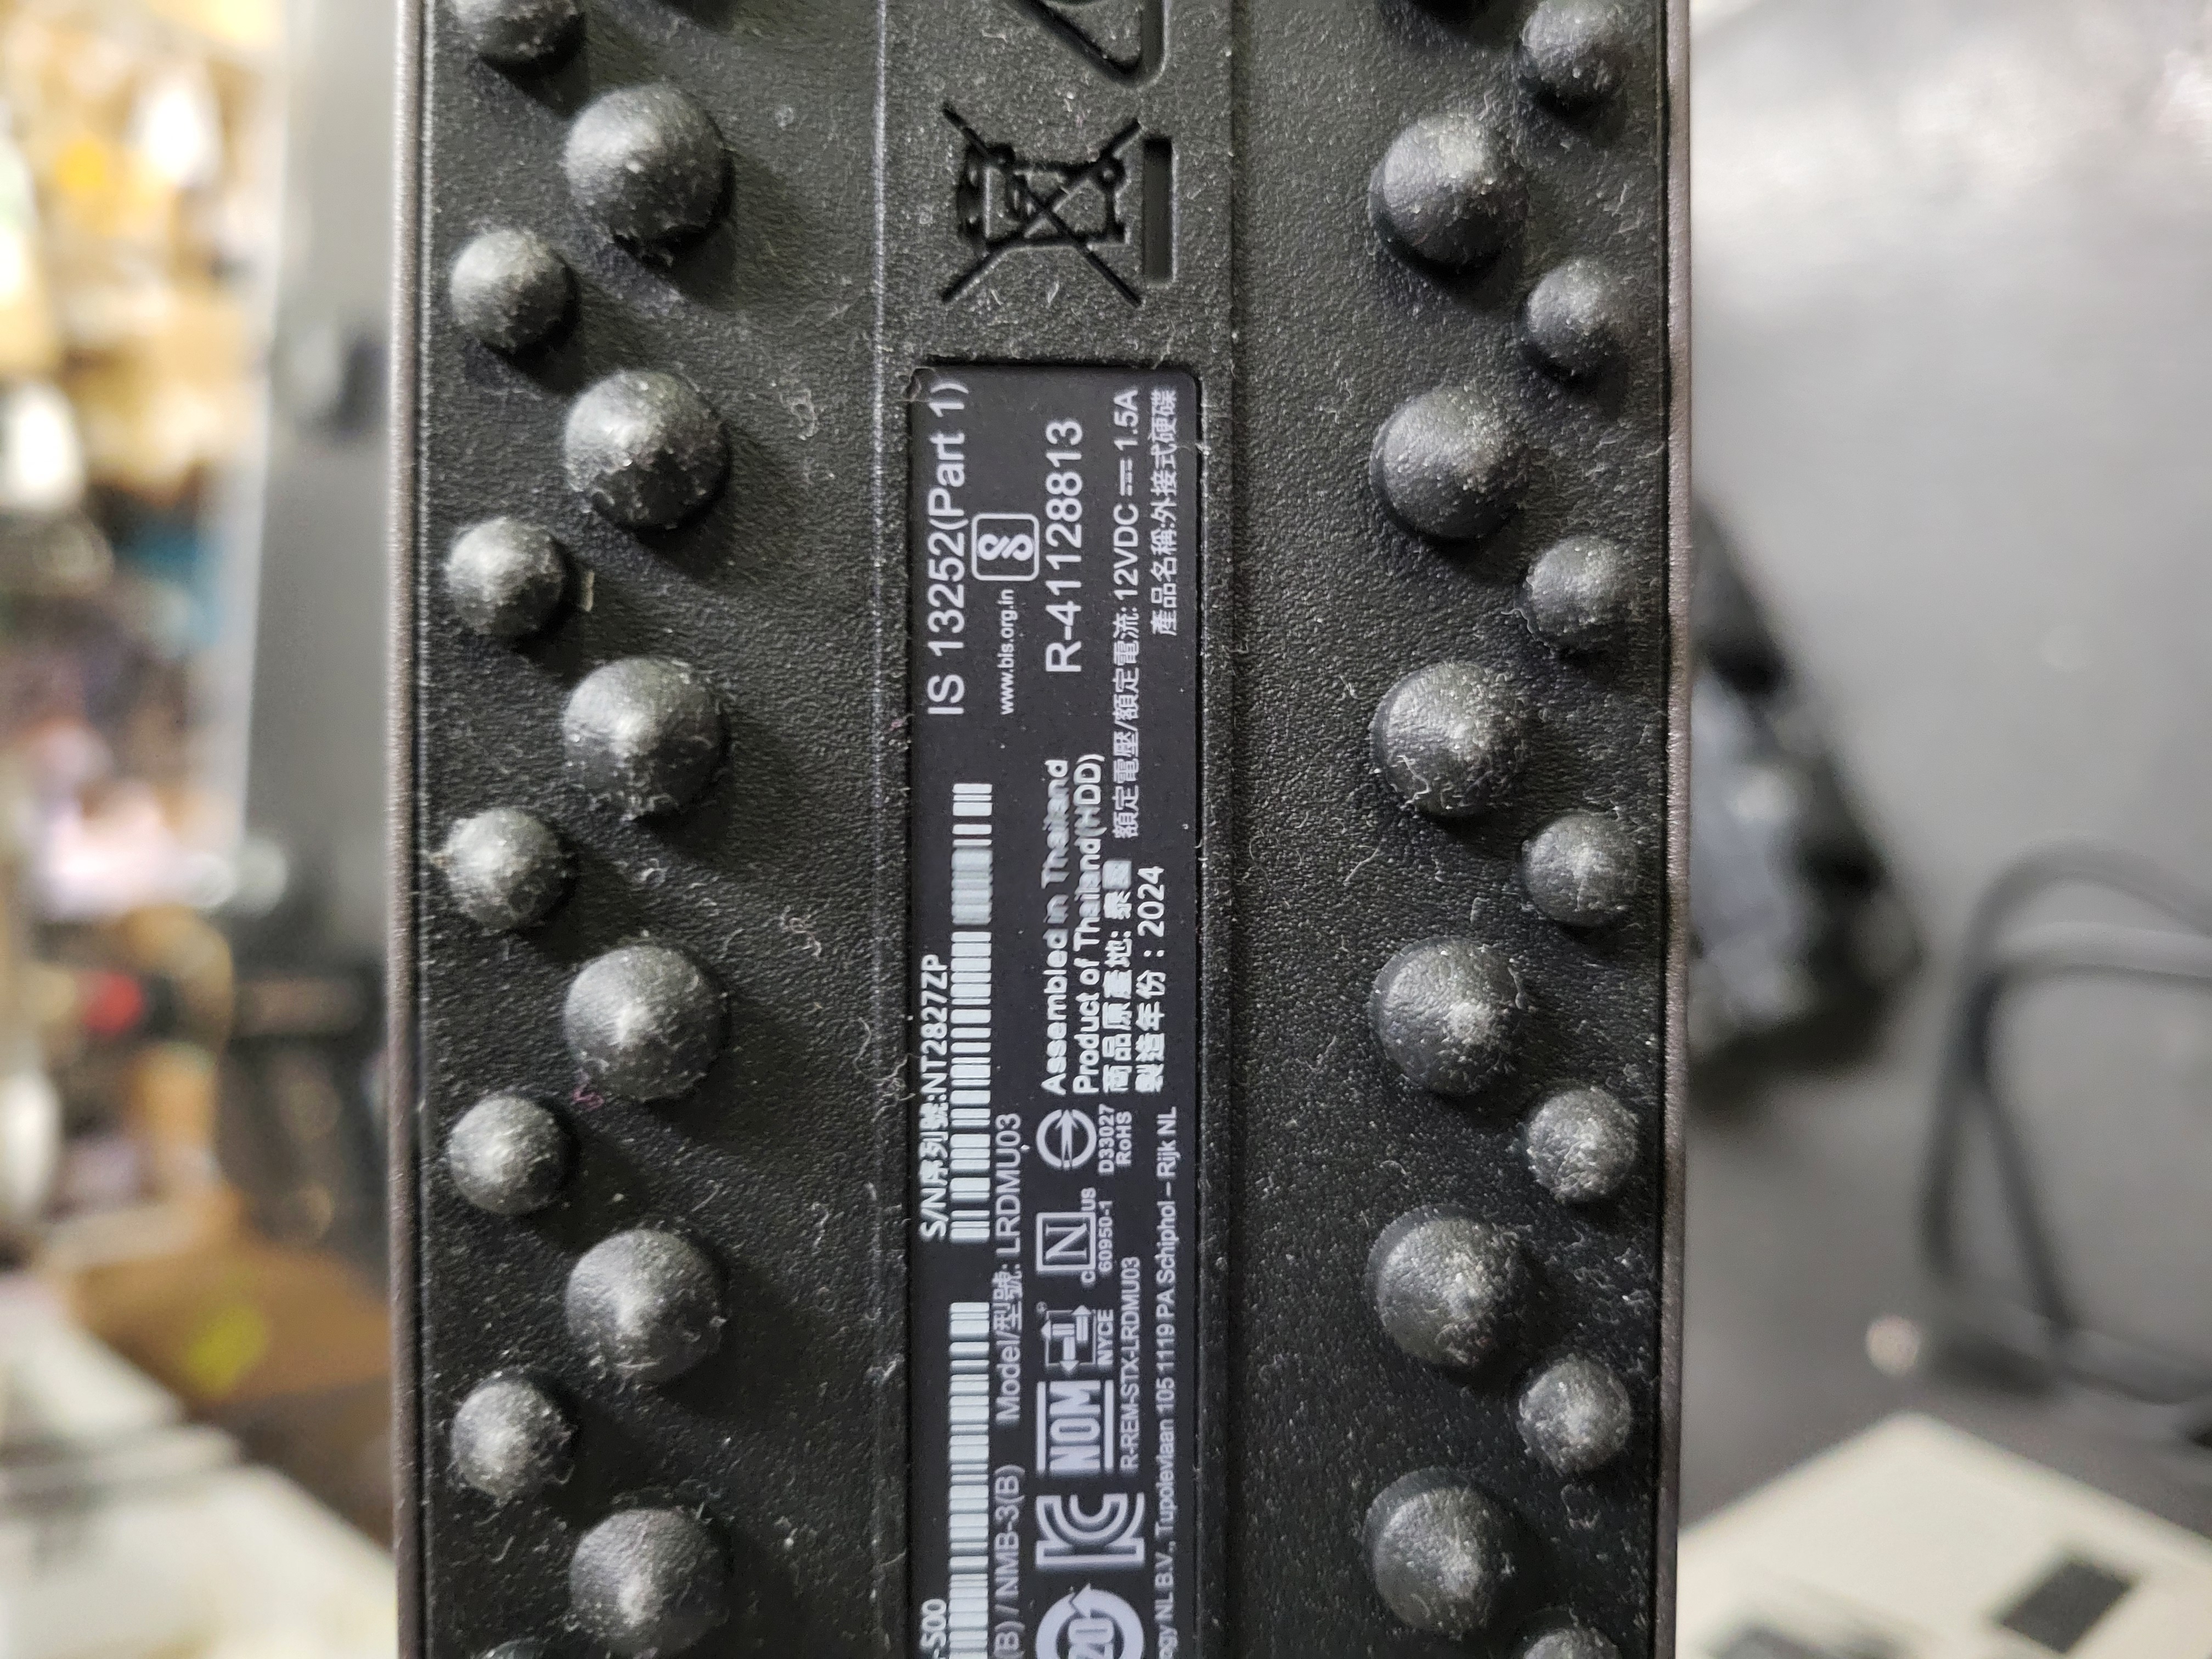 -500
S/N序列號:NT2827ZP
(B) / NMB-3(B)
Model/型號: LRDMU03
IS 13252(Part 1)
www.bis.org.in
R-41128813
20
NOM
NYCE
c N us
60950-1
D33027
RoHS
R-REM-STX-LRDMU03
Assembled in Thailand
Product of Thailand(HDD)
商品原產地: 泰國
製造年份：2024
額定電壓/額定電流: 12VDC ⎓ 1.5A
產品名稱:外接式硬碟
ogy NL B.V., Tupolevlaan 105 1119 PA Schiphol – Rijk NL